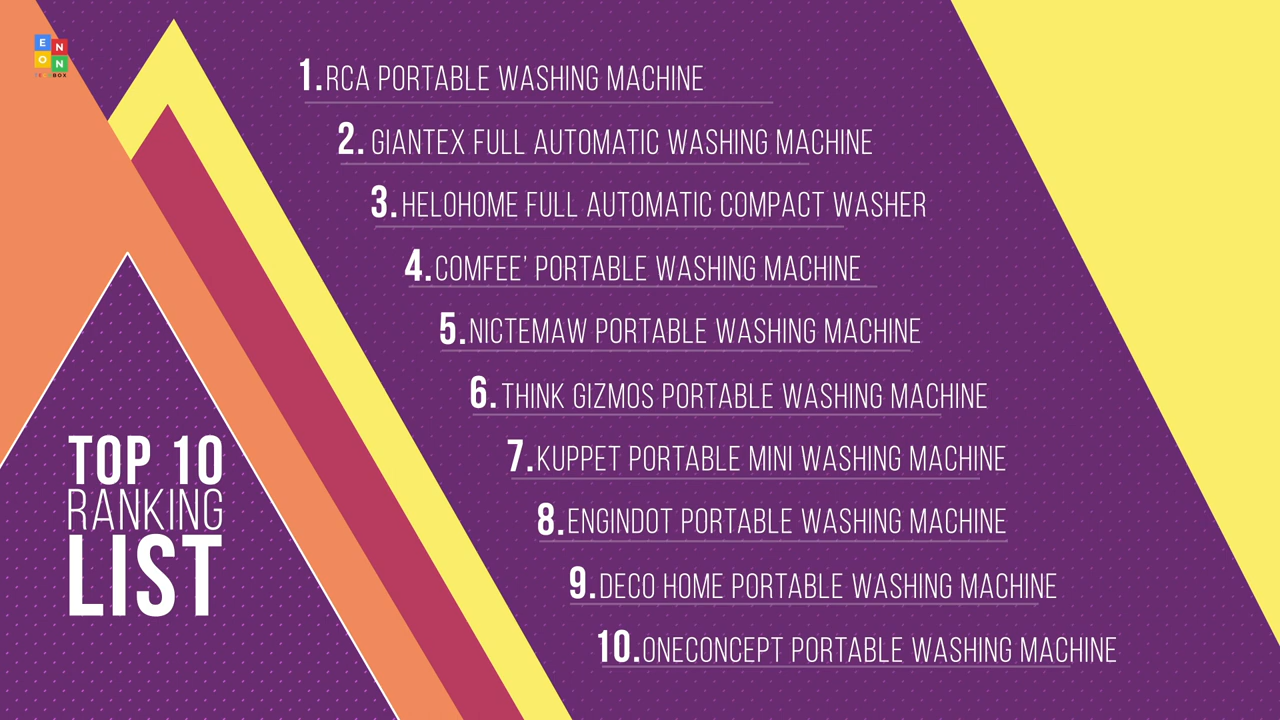 E N
O N
1. RCA PORTABLE WASHING MACHINE
2. GIANTEX FULL AUTOMATIC WASHING MACHINE
3. HELOHOME FULL AUTOMATIC COMPACT WASHER
4. COMFEE' PORTABLE WASHING MACHINE
5. NICTEMAW PORTABLE WASHING MACHINE
6. THINK GIZMOS PORTABLE WASHING MACHINE
7. KUPPET PORTABLE MINI WASHING MACHINE
8. ENGINDOT PORTABLE WASHING MACHINE
9. DECO HOME PORTABLE WASHING MACHINE
10. ONECONCEPT PORTABLE WASHING MACHINE
TOP 10
RANKING
LIST